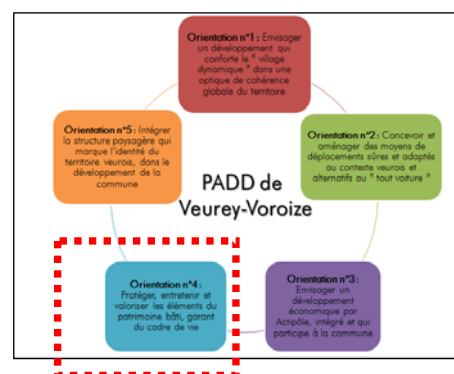 Orientation n°1 : Envisager
un développement qui
conforte le " village
dynamique " dans une
optique de cohérence
globale du territoire
Orientation n°5 : Intégrer
la structure paysagère qui
marque l'identité du
territoire veurois, dans le
développement de la
commune
Orientation n°2 : Concevoir et
aménager des moyens de
déplacements sûres et adaptés
au contexte veurois et
alternatifs au " tout voiture "
PADD de
Veurey-Voroize
Orientation n°4 :
Protéger, entretenir et
valoriser les éléments du
patrimoine bâti, garant
du cadre de vie
Orientation n°3 :
Envisager un
développement
économique par
Actipôle, intégré et qui
participe à la commune